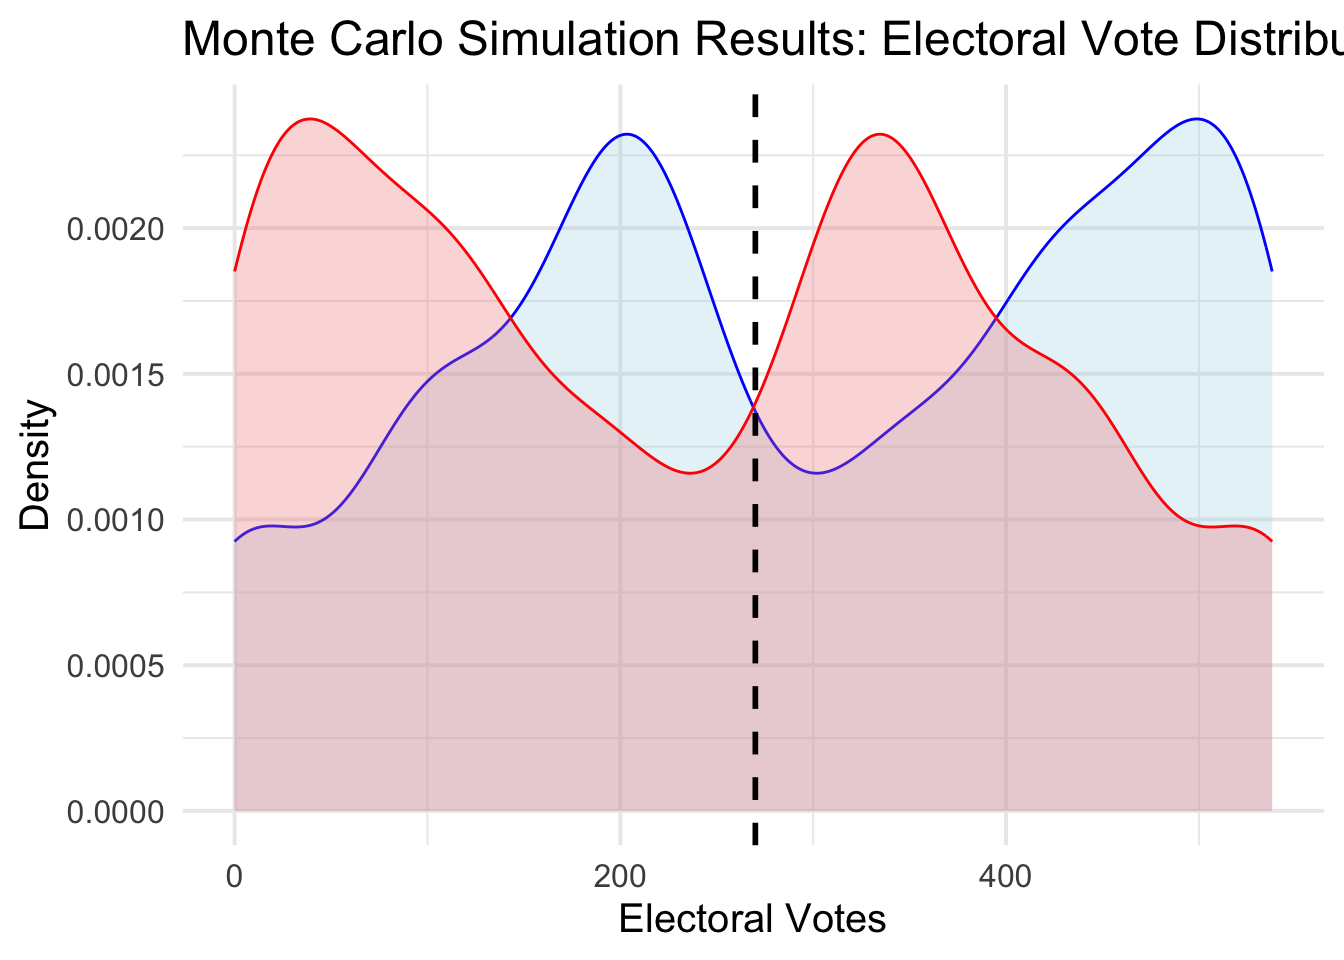 Monte Carlo Simulation Results: Electoral Vote Distribu
Density
0.0020
0.0015
0.0010
0.0005
0.0000
0 200 400
Electoral Votes